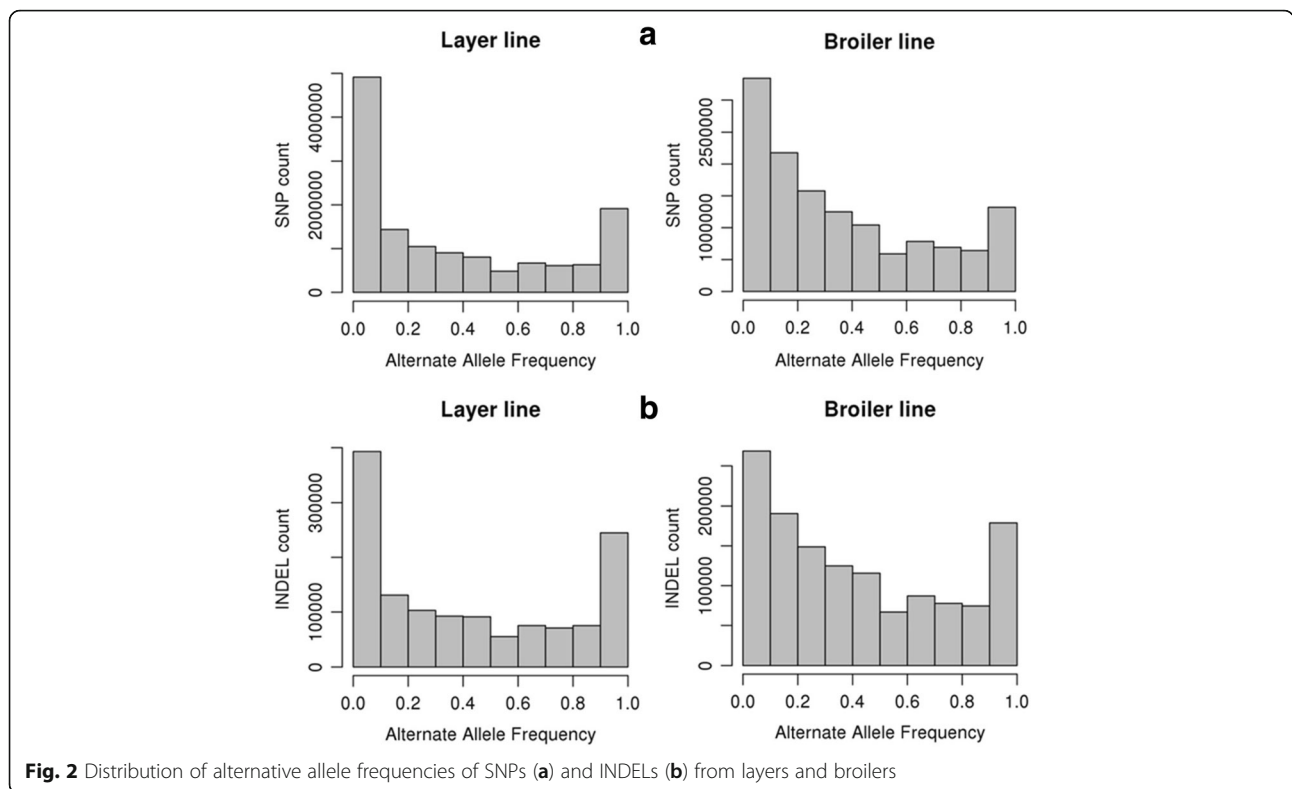 a
Layer line
SNP count
0
2000000
4000000
0.0 0.2 0.4 0.6 0.8 1.0
Alternate Allele Frequency
Broiler line
SNP count
0
1000000
2500000
0.0 0.2 0.4 0.6 0.8 1.0
Alternate Allele Frequency
b
Layer line
INDEL count
0
100000
300000
0.0 0.2 0.4 0.6 0.8 1.0
Alternate Allele Frequency
Broiler line
INDEL count
0
100000
200000
0.0 0.2 0.4 0.6 0.8 1.0
Alternate Allele Frequency
Fig. 2 Distribution of alternative allele frequencies of SNPs (a) and INDELs (b) from layers and broilers